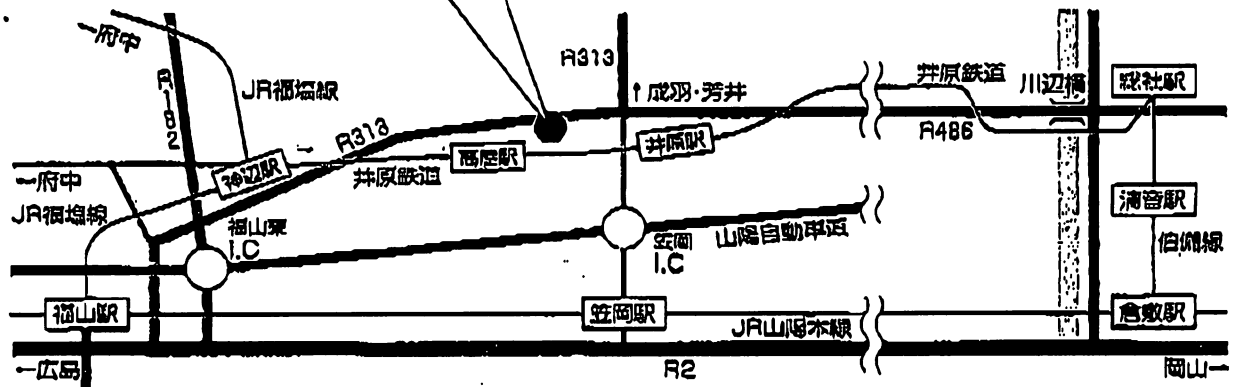 ←府中
R182
JR福塩線
R313
↑成羽・芳井
井原鉄道
川辺橋
総社駅
R313
R486
→
神辺駅
井原鉄道
高屋駅
井原駅
←府中
JR福塩線
福山東
I.C
笠岡
I.C
山陽自動車道
清音駅
伯備線
福山駅
笠岡駅
JR山陽本線
倉敷駅
←広島
R2
岡山→